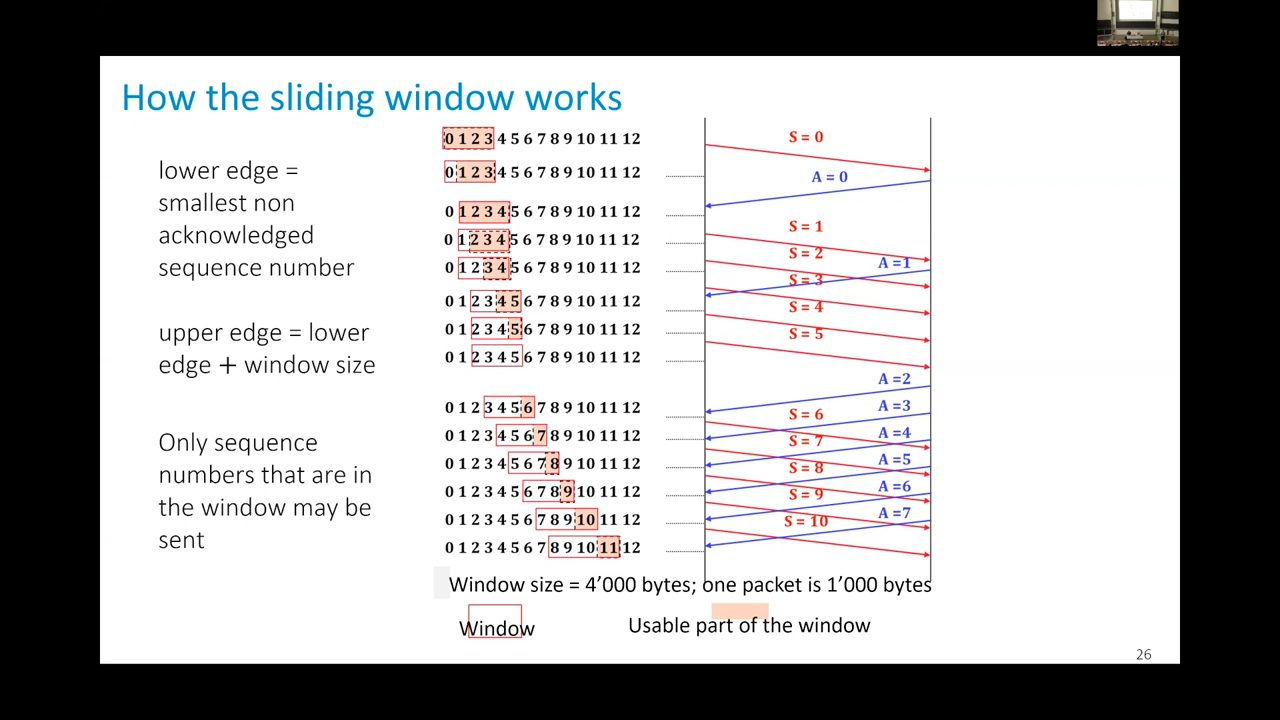 How the sliding window works
lower edge =
smallest non
acknowledged
sequence number
upper edge = lower
edge + window size
Only sequence
numbers that are in
the window may be
sent
0 1 2 3 4 5 6 7 8 9 10 11 12
0 1 2 3 4 5 6 7 8 9 10 11 12
0 1 2 3 4 5 6 7 8 9 10 11 12
0 1 2 3 4 5 6 7 8 9 10 11 12
0 1 2 3 4 5 6 7 8 9 10 11 12
0 1 2 3 4 5 6 7 8 9 10 11 12
0 1 2 3 4 5 6 7 8 9 10 11 12
0 1 2 3 4 5 6 7 8 9 10 11 12
0 1 2 3 4 5 6 7 8 9 10 11 12
0 1 2 3 4 5 6 7 8 9 10 11 12
0 1 2 3 4 5 6 7 8 9 10 11 12
0 1 2 3 4 5 6 7 8 9 10 11 12
0 1 2 3 4 5 6 7 8 9 10 11 12
0 1 2 3 4 5 6 7 8 9 10 11 12
S = 0
A = 0
S = 1
S = 2
A =1
S = 3
S = 4
S = 5
A =2
A =3
S = 6
A =4
S = 7
A =5
S = 8
A =6
S = 9
A =7
S = 10
Window size = 4’000 bytes; one packet is 1’000 bytes
Window
Usable part of the window
26